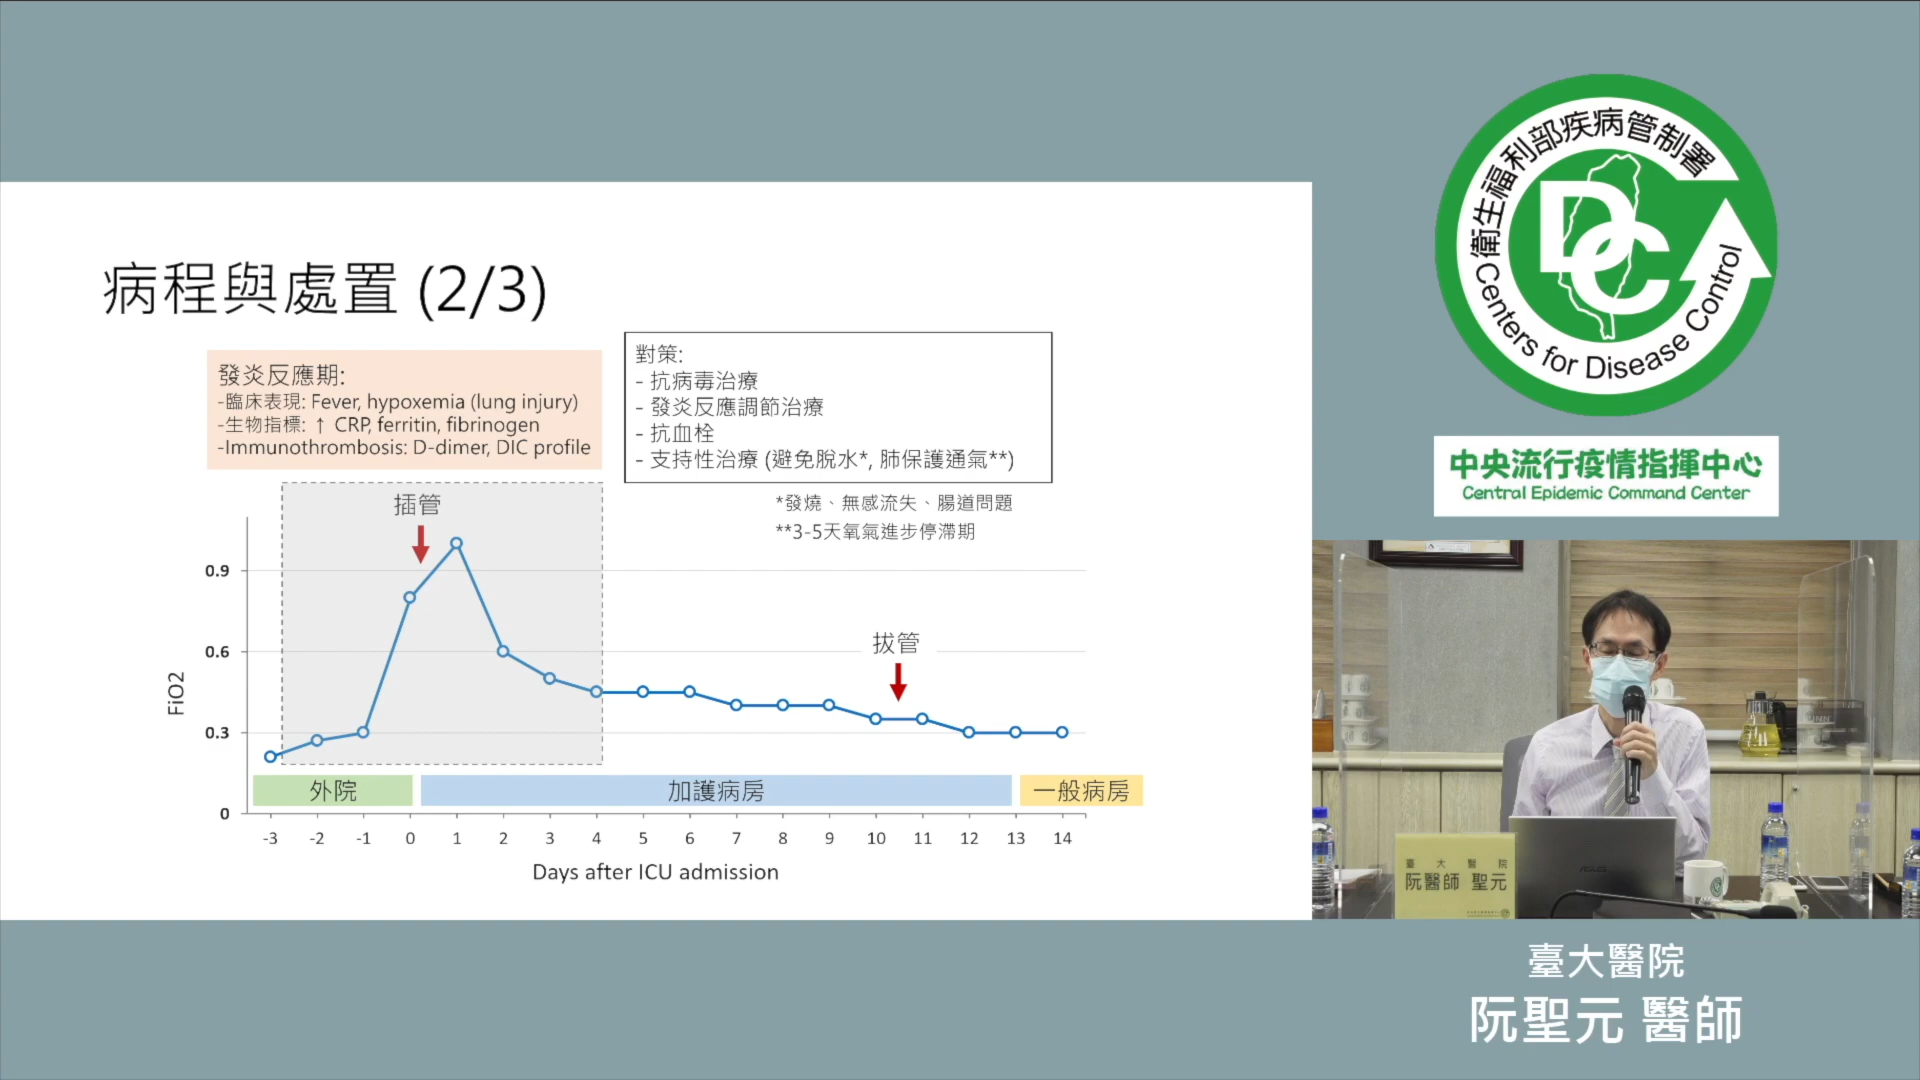 病程與處置 (2/3)
發炎反應期:
-臨床表現: Fever, hypoxemia (lung injury)
-生物指標: ↑ CRP, ferritin, fibrinogen
-Immunothrombosis: D-dimer, DIC profile
對策:
- 抗病毒治療
- 發炎反應調節治療
- 抗血栓
- 支持性治療 (避免脫水*, 肺保護通氣**)
*發燒、無感流失、腸道問題
**3-5天氧氣進步停滯期
插管
拔管
FiO2
0.9
0.6
0.3
0
外院
加護病房
一般病房
-3 -2 -1 0 1 2 3 4 5 6 7 8 9 10 11 12 13 14
Days after ICU admission
衛生福利部疾病管制署
DC
Centers for Disease Control
中央流行疫情指揮中心
Central Epidemic Command Center
臺大醫院
阮醫師 聖元
ASUS
臺大醫院
阮聖元 醫師